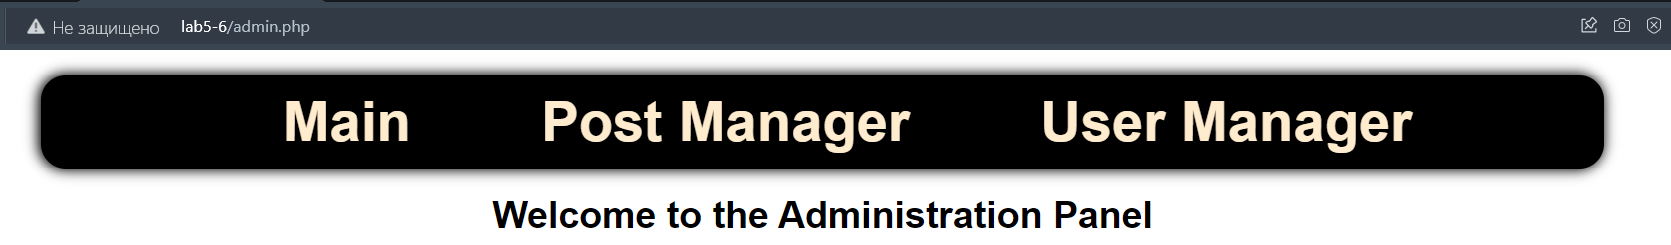 Не защищено lab5-6/admin.php
Main Post Manager User Manager
Welcome to the Administration Panel